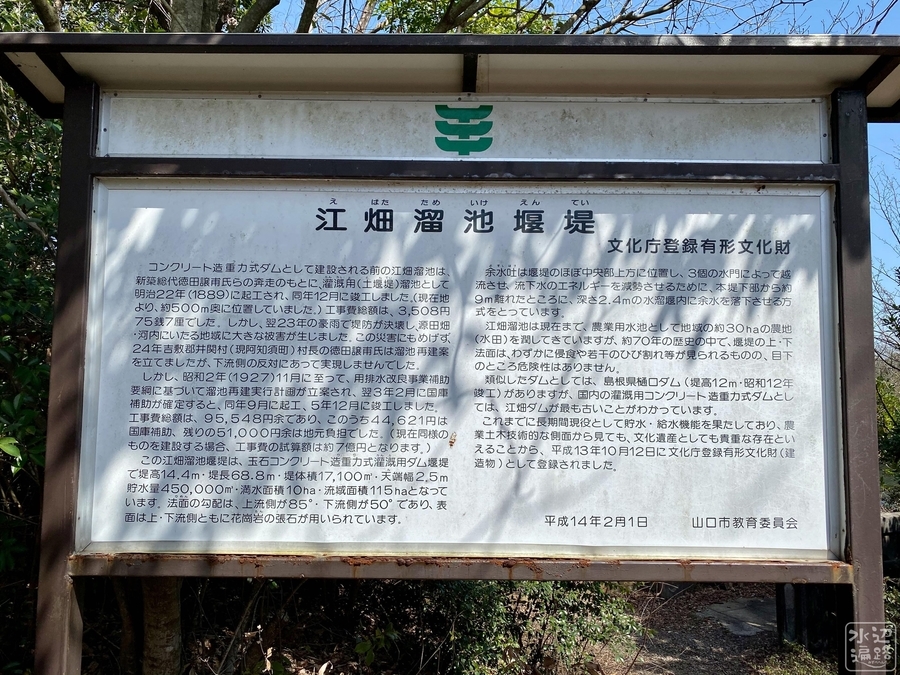 え はた ため いけ えん てい
江畑溜池堰堤
文化庁登録有形文化財
コンクリート造重力式ダムとして建設される前の江畑溜池は、
新築総代徳田譲甫氏らの奔走のもとに、灌漑用(土堰堤)溜池として
明治22年(1889)に起工され、同年12月に竣工しました。(現在地
より、約500m奥に位置していました。)工事費総額は、3,508円
75銭7厘でした。しかし、翌23年の豪雨で堤防が決壊し、源田畑
・河内にいたる地域に大きな被害が生じました。この災害にもめげず、
24年吉敷郡井関村(現阿知須町)村長の徳田譲甫氏は溜池再建案
を立てましたが、下流側の反対にあって実現しませんでした。
しかし、昭和2年(1927)11月に至って、用排水改良事業補助
要綱に基づいて溜池再建実行計画が立案され、翌3年2月に国庫
補助が確定すると、同年9月に起工、5年12月に竣工しました。
工事費総額は、95,548円余であり、このうち44,621円は
国庫補助、残りの51,000円余は地元負担でした。(現在同様の
ものを建設する場合、工事費の試算額は約7億円となります。)
この江畑溜池堰堤は、玉石コンクリート造重力式灌漑用ダム堰堤
で堤高14.4m・堤長68.8m・堤体積17,100㎥・天端幅2.5m
貯水量450,000㎥・満水面積10ha・流域面積115haとなって
います。法面の勾配は、上流側が85°・下流側が50°であり、表
面は上・下流側ともに花崗岩の張石が用いられています。
余水吐は堰堤のほぼ中央部上方に位置し、3個の水門によって越
流させ、流下水のエネルギーを減勢させるために、本堤下部から約
9m離れたところに、深さ2.4mの水溜堰内に余水を落下させる方
式をとっています。
江畑溜池は現在まで、農業用水池として地域の約30haの農地
(水田)を潤してきていますが、約70年の歴史の中で、堰堤の上・下
法面は、わずかに侵食や若干のひび割れ等が見られるものの、目下
のところ危険性はありません。
類似したダムとしては、島根県樋口ダム(堤高12m・昭和12年
竣工)がありますが、国内の灌漑用コンクリート造重力式ダムとし
ては、江畑ダムが最も古いことがわかっています。
これまでに長期間現役として貯水・給水機能を果たしており、農
業土木技術的な側面から見ても、文化遺産としても貴重な存在とい
えることから、平成13年10月12日に文化庁登録有形文化財(建
造物)として登録されました。
平成14年2月1日 山口市教育委員会
水辺遍路